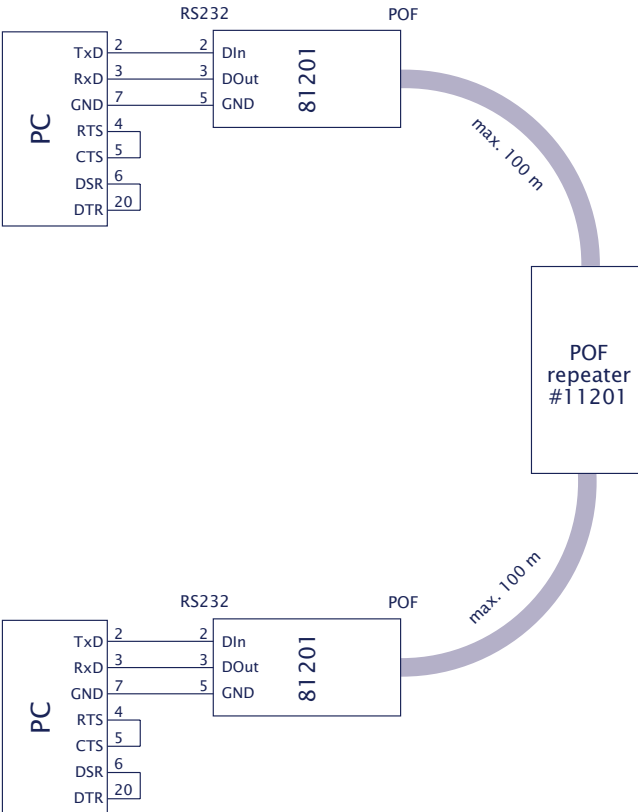 RS232 POF
TxD 2 2 DIn
RxD 3 3 DOut
GND 7 5 GND
RTS 4
CTS 5
DSR 6
DTR 20
PC
81201
max. 100 m
POF
repeater
#11201
max. 100 m
RS232 POF
TxD 2 2 DIn
RxD 3 3 DOut
GND 7 5 GND
RTS 4
CTS 5
DSR 6
DTR 20
PC
81201